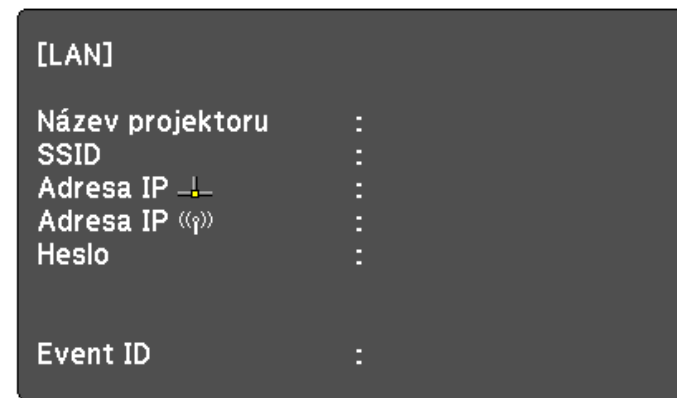 [LAN]
Název projektoru :
SSID :
Adresa IP :
Adresa IP :
Heslo :
Event ID :